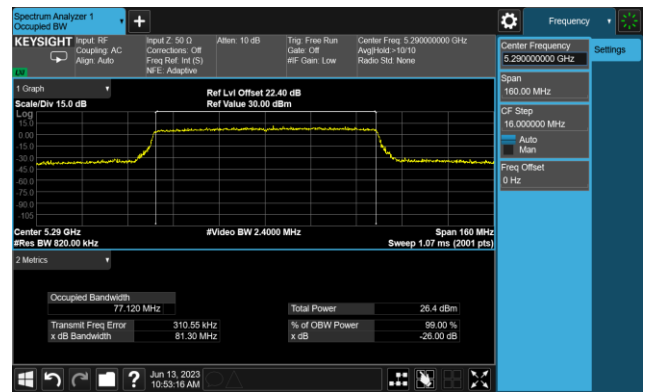 Spectrum Analyzer 1
Occupied BW
Frequency
KEYSIGHT
Input: RF
Coupling: AC
Align: Auto
Input Z: 50 Ω
Corrections: Off
Freq Ref: Int (S)
NFE: Adaptive
Atten: 10 dB
Trig: Free Run
Gate: Off
#IF Gain: Low
Center Freq: 5.290000000 GHz
Avg|Hold:>10/10
Radio Std: None
LU
Center Frequency
5.290000000 GHz
Settings
Span
160.00 MHz
CF Step
16.000000 MHz
Auto
Man
Freq Offset
0 Hz
1 Graph
Scale/Div 15.0 dB
Ref Lvl Offset 22.40 dB
Ref Value 30.00 dBm
Log
15.0
0.00
-15.0
-30.0
-45.0
-60.0
-75.0
-90.0
-105
Center 5.29 GHz
#Res BW 820.00 kHz
#Video BW 2.4000 MHz
Span 160 MHz
Sweep 1.07 ms (2001 pts)
2 Metrics
Occupied Bandwidth
77.120 MHz
Total Power 26.4 dBm
Transmit Freq Error 310.55 kHz
% of OBW Power 99.00 %
x dB Bandwidth 81.30 MHz
x dB -26.00 dB
?
Jun 13, 2023
10:53:16 AM